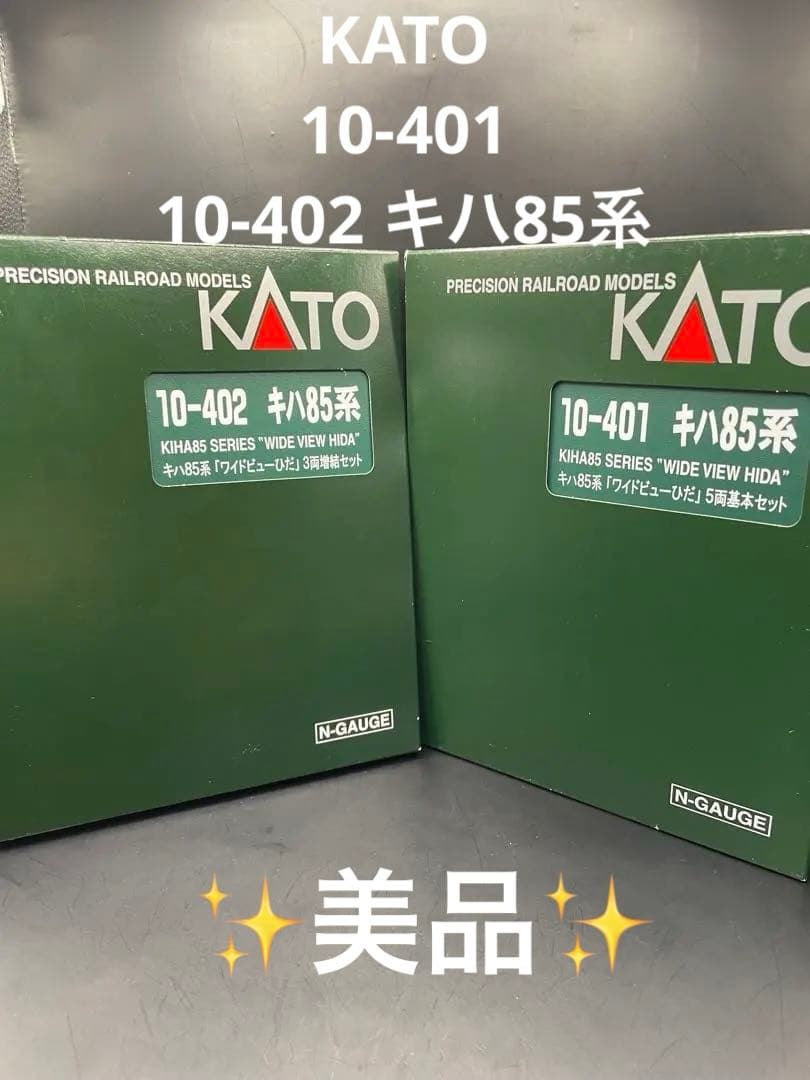 KATO
10-401
10-402 キハ85系
PRECISION RAILROAD MODELS
KATO
10-402 キハ85系
KIHA85 SERIES "WIDE VIEW HIDA"
キハ85系「ワイドビューひだ」3両増結セット
N-GAUGE
PRECISION RAILROAD MODELS
KATO
10-401 キハ85系
KIHA85 SERIES "WIDE VIEW HIDA"
キハ85系「ワイドビューひだ」5両基本セット
N-GAUGE
✨美品✨